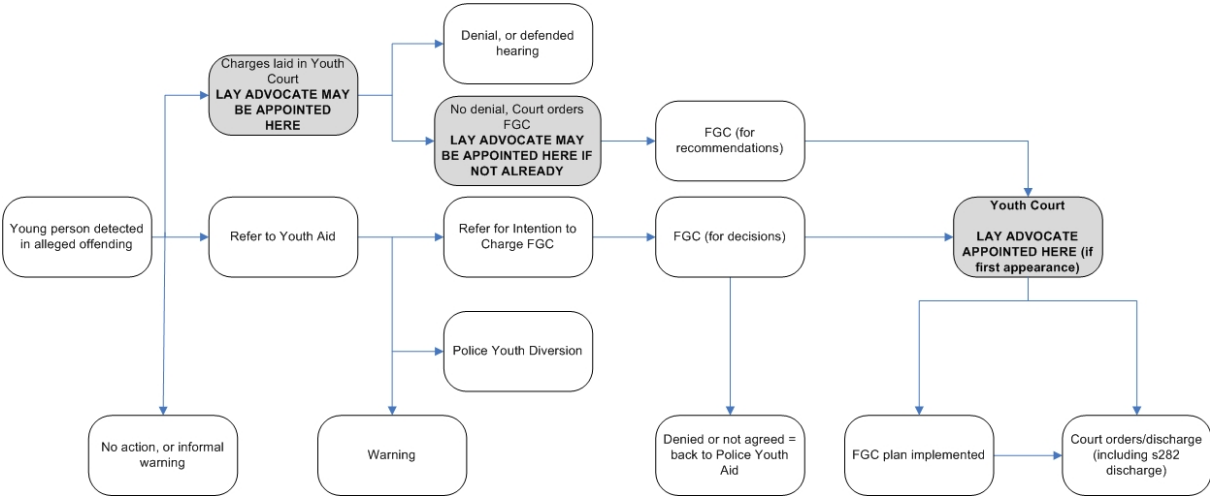 Denial, or defended
hearing
Charges laid in Youth
Court
LAY ADVOCATE MAY
BE APPOINTED
HERE
No denial, Court orders
FGC
LAY ADVOCATE MAY
BE APPOINTED HERE IF
NOT ALREADY
FGC (for
recommendations)
Young person detected
in alleged offending
Refer to Youth Aid
Refer for Intention to
Charge FGC
FGC (for decisions)
Youth Court
LAY ADVOCATE
APPOINTED HERE (if
first appearance)
Police Youth Diversion
No action, or informal
warning
Warning
Denied or not agreed =
back to Police Youth
Aid
FGC plan implemented
Court orders/discharge
(including s282
discharge)